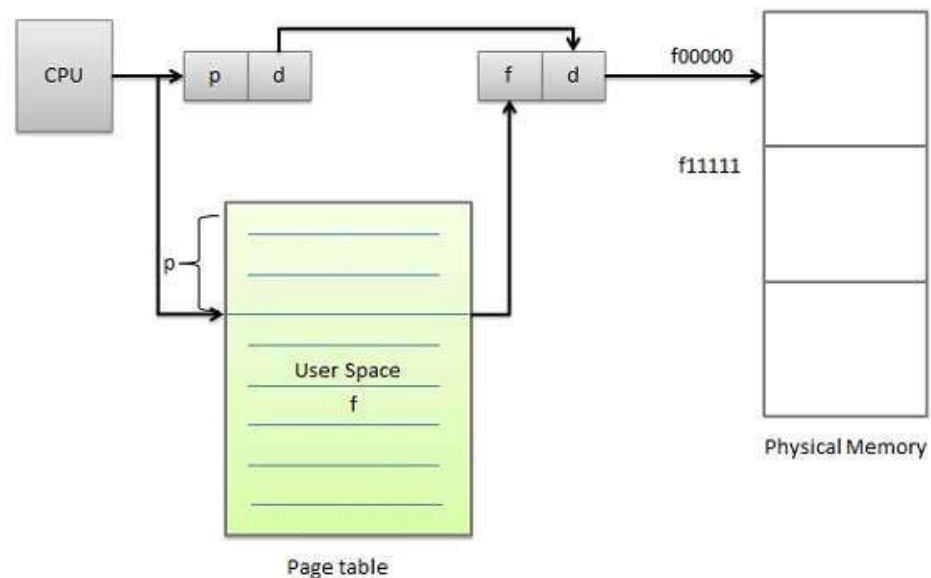 CPU
p
d
f
d
f00000
f11111
p
User Space
f
Physical Memory
Page table